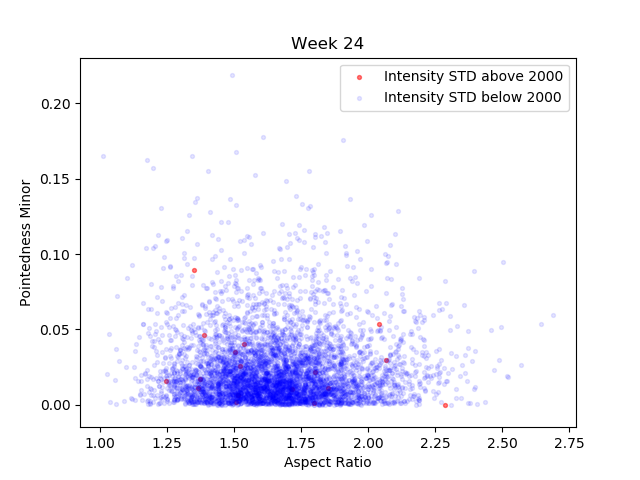 Week 24
Intensity STD above 2000
Intensity STD below 2000
0.20
0.15
0.10
0.05
0.00
Pointedness Minor
1.00 1.25 1.50 1.75 2.00 2.25 2.50 2.75
Aspect Ratio